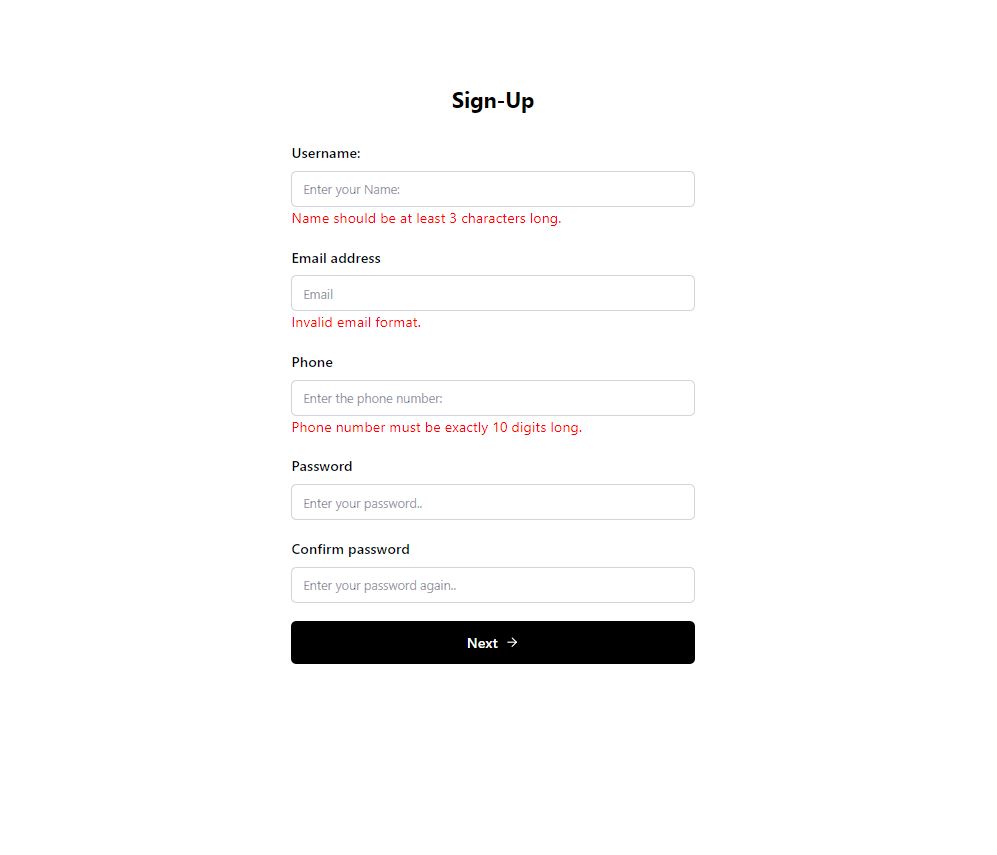 Sign-Up
Username:
Enter your Name:
Name should be at least 3 characters long.
Email address
Email
Invalid email format.
Phone
Enter the phone number:
Phone number must be exactly 10 digits long.
Password
Enter your password..
Confirm password
Enter your password again..
Next →